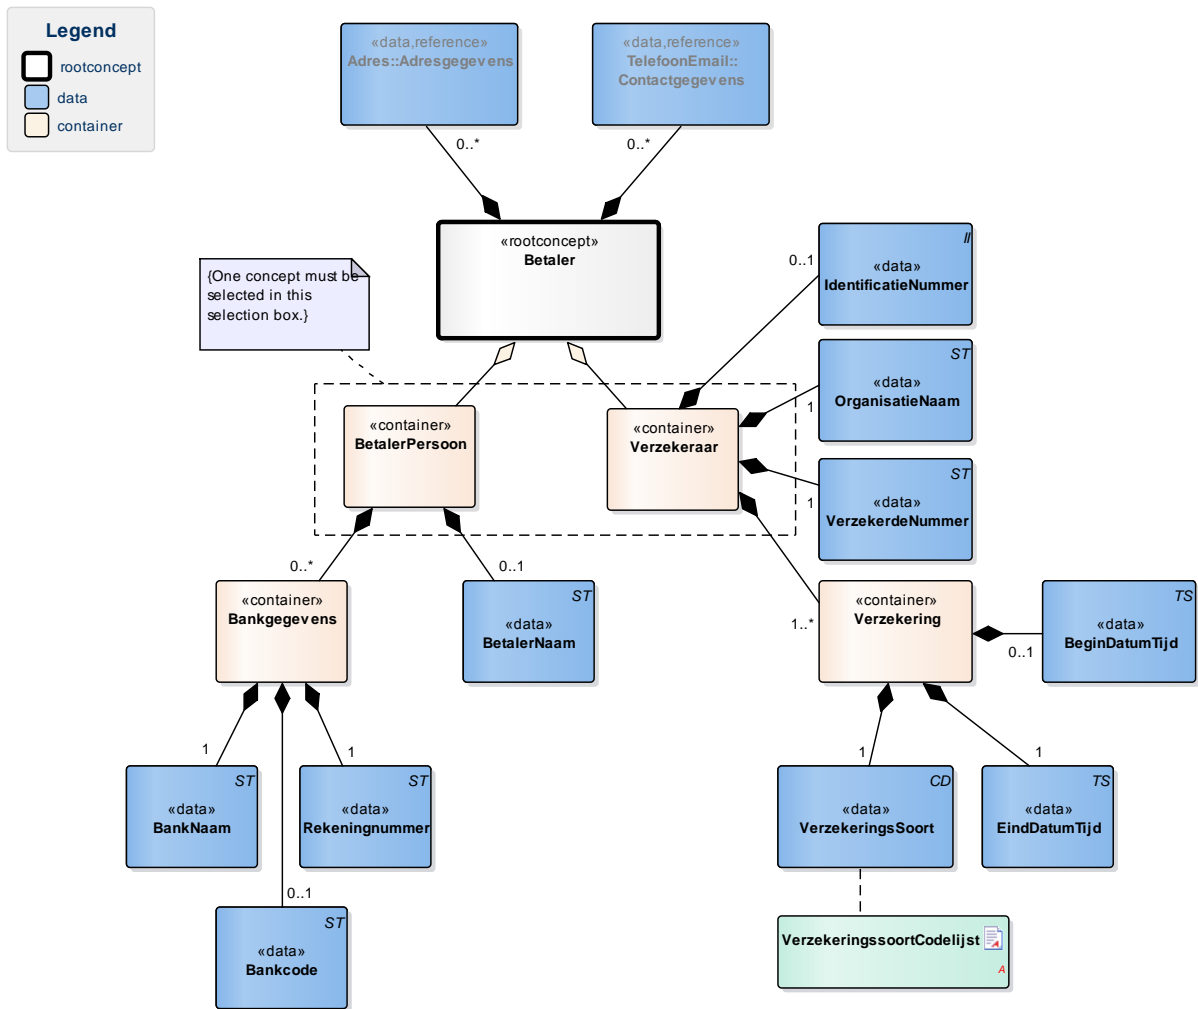 Legend
rootconcept
data
container
«data,reference»
Adres::Adresgegevens
0..*
«data,reference»
TelefoonEmail::
Contactgegevens
0..*
«rootconcept»
Betaler
{One concept must be
selected in this
selection box.}
«container»
BetalerPersoon
«container»
Verzekeraar
0..1
II
«data»
IdentificatieNummer
1
ST
«data»
OrganisatieNaam
1
ST
«data»
VerzekerdeNummer
0..*
«container»
Bankgegevens
0..1
ST
«data»
BetalerNaam
1..*
«container»
Verzekering
0..1
TS
«data»
BeginDatumTijd
1
ST
«data»
BankNaam
1
ST
«data»
Rekeningnummer
0..1
ST
«data»
Bankcode
1
CD
«data»
VerzekeringsSoort
1
TS
«data»
EindDatumTijd
VerzekeringssoortCodelijst
A